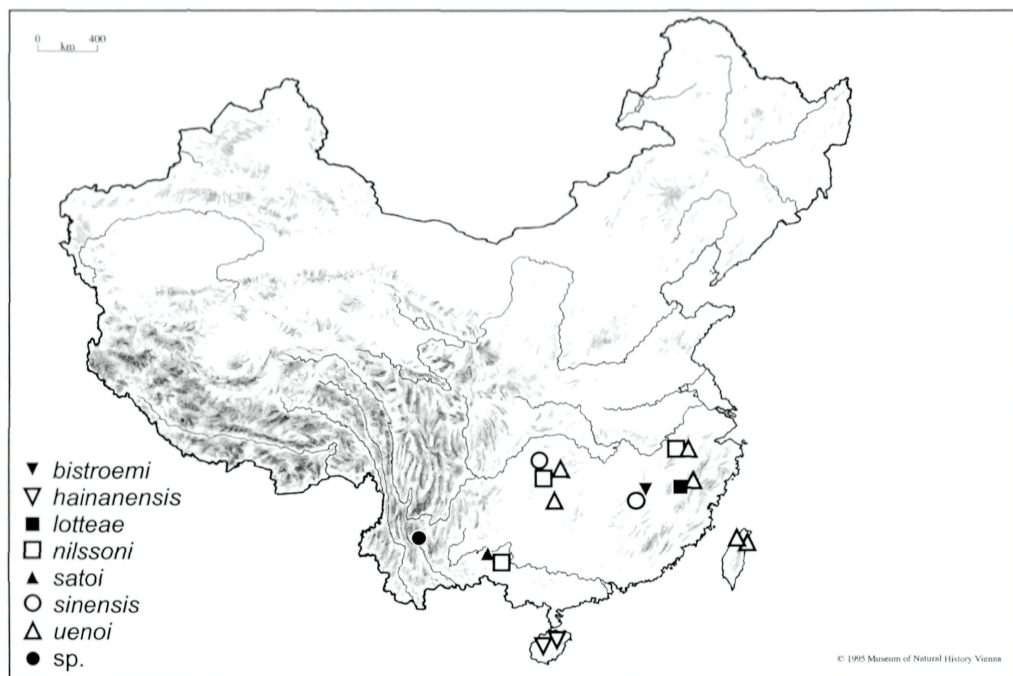 0 400
km
bistroemi
hainanensis
lotteae
nilssoni
satoi
sinensis
uenoi
sp.
© 1995 Museum of Natural History Vienna